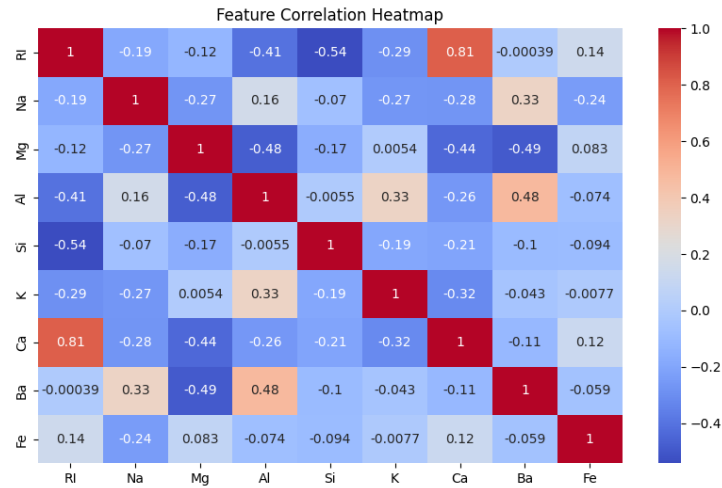 Feature Correlation Heatmap
RI 1 -0.19 -0.12 -0.41 -0.54 -0.29 0.81 -0.00039 0.14
Na -0.19 1 -0.27 0.16 -0.07 -0.27 -0.28 0.33 -0.24
Mg -0.12 -0.27 1 -0.48 -0.17 0.0054 -0.44 -0.49 0.083
Al -0.41 0.16 -0.48 1 -0.0055 0.33 -0.26 0.48 -0.074
Si -0.54 -0.07 -0.17 -0.0055 1 -0.19 -0.21 -0.1 -0.094
K -0.29 -0.27 0.0054 0.33 -0.19 1 -0.32 -0.043 -0.0077
Ca 0.81 -0.28 -0.44 -0.26 -0.21 -0.32 1 -0.11 0.12
Ba -0.00039 0.33 -0.49 0.48 -0.1 -0.043 -0.11 1 -0.059
Fe 0.14 -0.24 0.083 -0.074 -0.094 -0.0077 0.12 -0.059 1
RI Na Mg Al Si K Ca Ba Fe
1.0
0.8
0.6
0.4
0.2
0.0
-0.2
-0.4